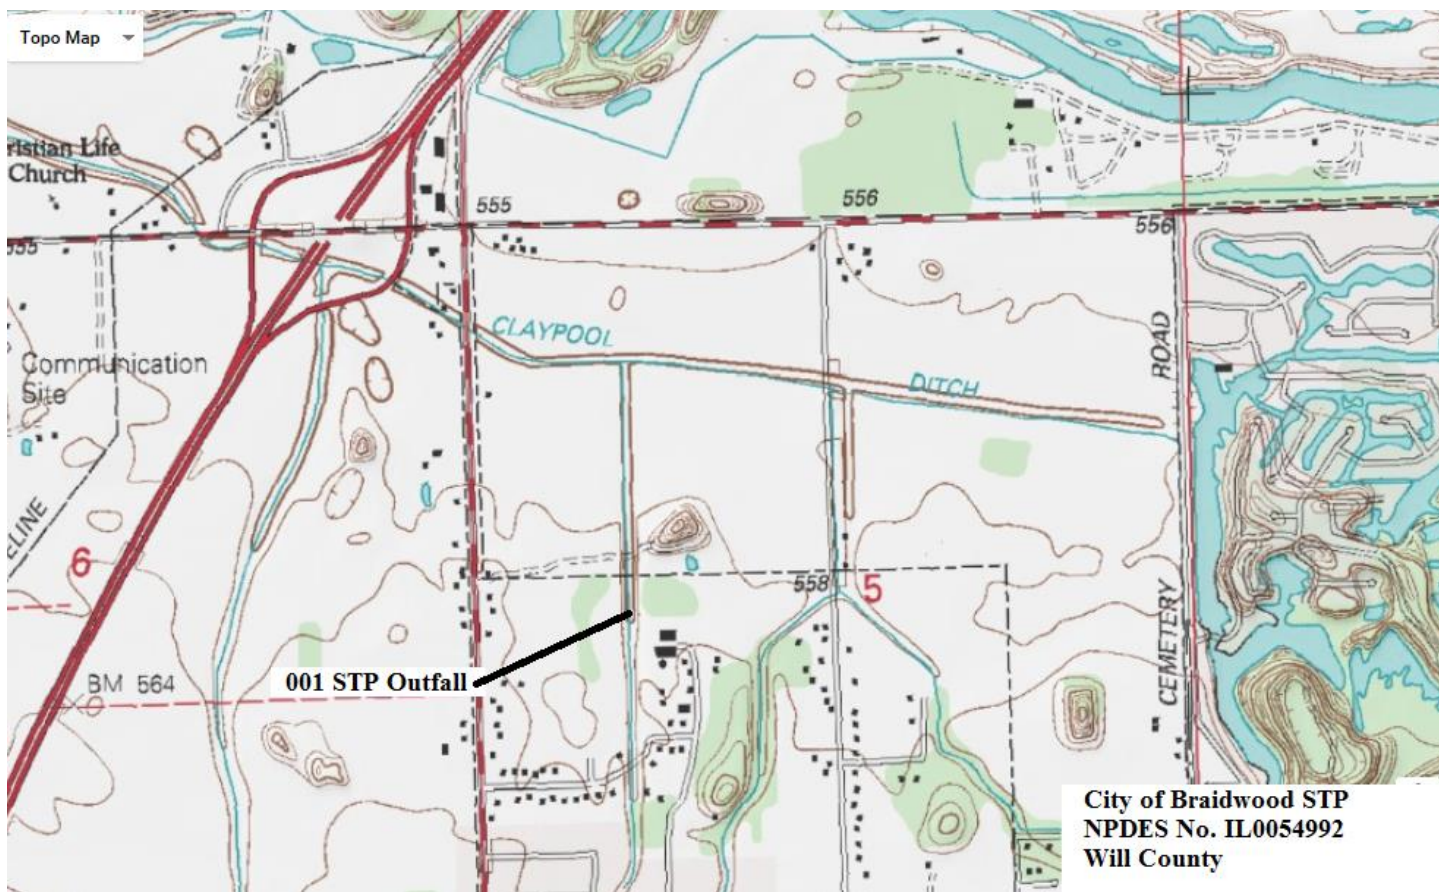 Topo Map
ristian Life
Church
555
556
556
555
CLAYPOOL
DITCH
ROAD
Communication
Site
ELINE
6
558
5
CEMETERY
001 STP Outfall
BM 564
City of Braidwood STP
NPDES No. IL0054992
Will County